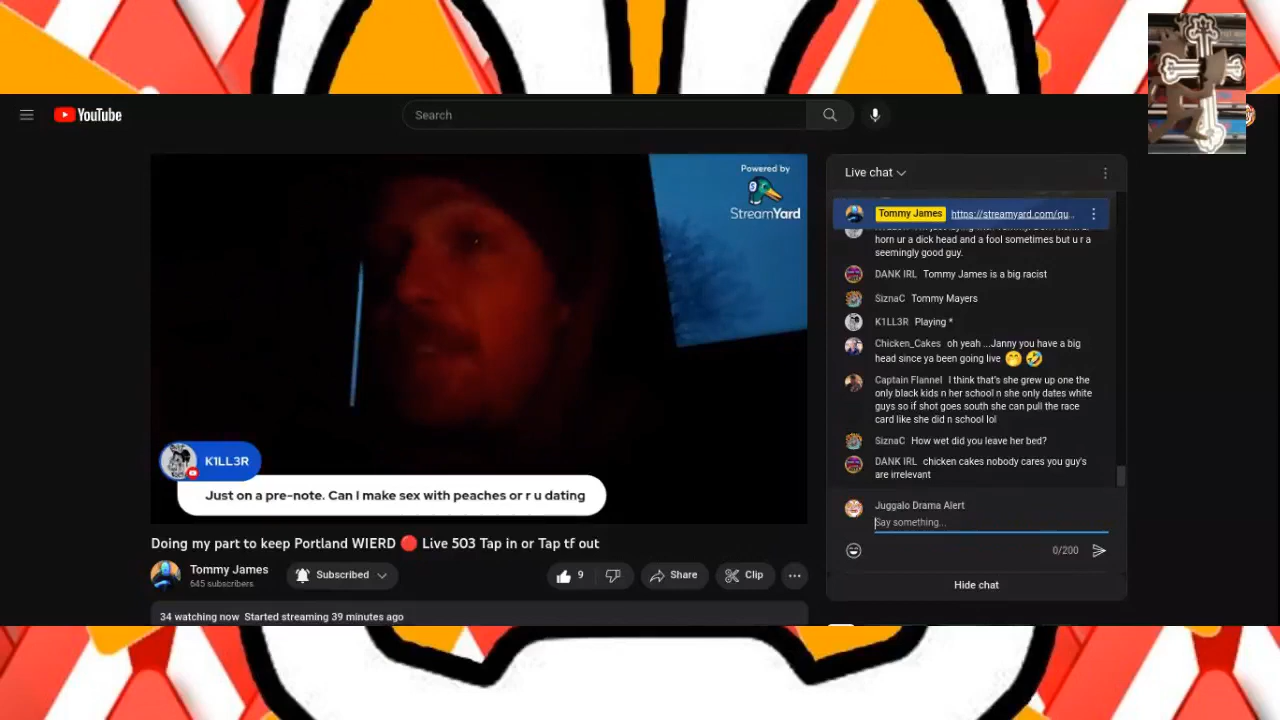 YouTube
Search
Powered by
StreamYard
K1LL3R
Just on a pre-note. Can I make sex with peaches or r u dating
Doing my part to keep Portland WIERD 🔴 Live 503 Tap in or Tap tf out
Tommy James
645 subscribers
Subscribed
9
Share
Clip
34 watching now Started streaming 39 minutes ago
Live chat
Tommy James https://streamyard.com/qu...
horn ur a dick head and a fool sometimes but u r a
seemingly good guy.
DANK IRL Tommy James is a big racist
SiznaC Tommy Mayers
K1LL3R Playing *
Chicken_Cakes oh yeah ...Janny you have a big
head since ya been going live 🤭 🤣
Captain Flannel I think that's she grew up one the
only black kids n her school n she only dates white
guys so if shot goes south she can pull the race
card like she did n school lol
SiznaC How wet did you leave her bed?
DANK IRL chicken cakes nobody cares you guy's
are irrelevant
Juggalo Drama Alert
Say something...
0/200
Hide chat